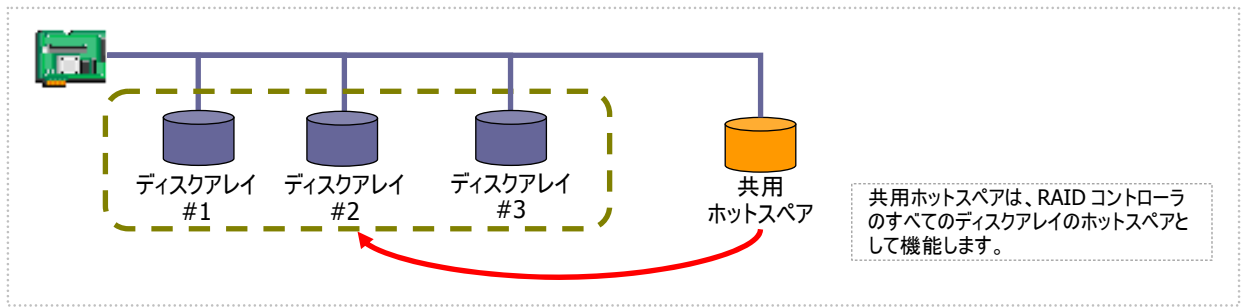 ディスクアレイ
#1
ディスクアレイ
#2
ディスクアレイ
#3
共用
ホットスペア
共用ホットスペアは、RAID コントローラ
のすべてのディスクアレイのホットスペアと
して機能します。